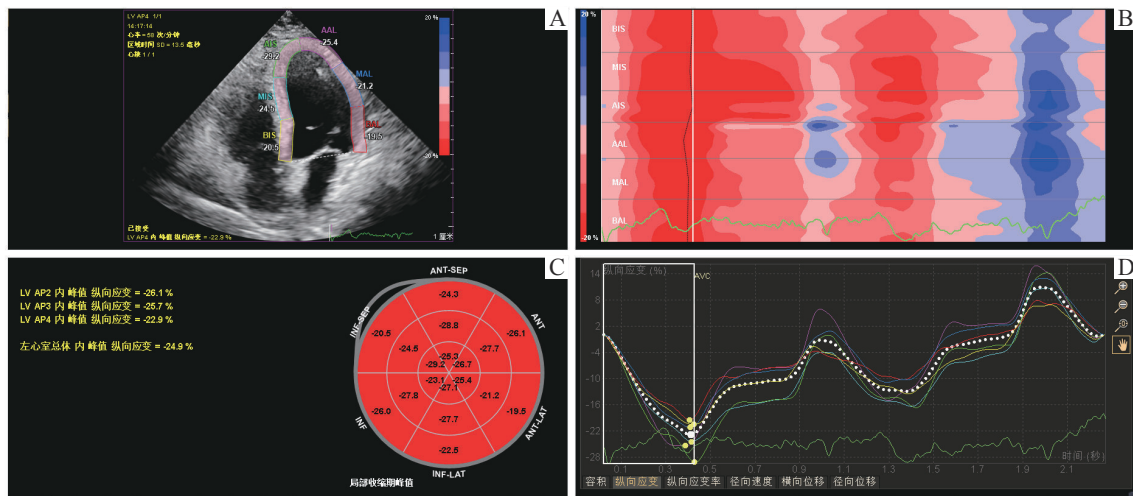 A
LV AP4 1/1
14:17:14
心率 = 58 次/分钟
区域时间 SD = 13.5 毫秒
心搏 1 / 1
20 %
AAL
-25.4
AIS
-29.2
MAL
-21.2
MIS
-24.5
BAL
-19.5
BIS
-20.5
-20 %
已接受
LV AP4 内 峰值 纵向应变 = -22.9 %
1 厘米
B
20 %
BIS
MIS
AIS
AAL
MAL
BAL
-20 %
C
LV AP2 内 峰值 纵向应变 = -26.1 %
LV AP3 内 峰值 纵向应变 = -25.7 %
LV AP4 内 峰值 纵向应变 = -22.9 %
左心室总体 内 峰值 纵向应变 = -24.9 %
ANT-SEP
-24.3
INF-SEP
-20.5
ANT
-26.1
-28.8
-24.5
-27.7
-25.3
-29.2
-26.7
-23.1
-25.4
-27.1
-27.8
-21.2
-26.0
-19.5
-27.7
INF
ANT-LAT
-22.5
INF-LAT
局部收缩期峰值
D
纵向应变 (%)
AVC
14
8
2
-4
-10
-16
-22
-28
时间 (秒)
0.1
0.3
0.5
0.7
0.9
1.1
1.3
1.5
1.7
1.9
2.1
容积 纵向应变 纵向应变率 径向速度 横向位移 径向位移